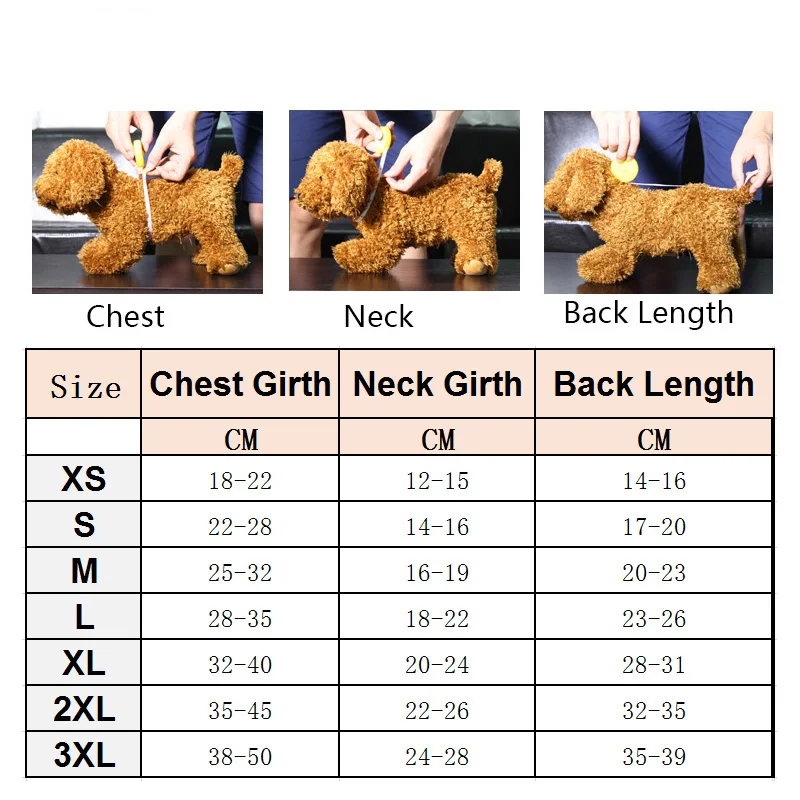 Chest Neck Back Length
Size Chest Girth Neck Girth Back Length
CM CM CM
XS 18-22 12-15 14-16
S 22-28 14-16 17-20
M 25-32 16-19 20-23
L 28-35 18-22 23-26
XL 32-40 20-24 28-31
2XL 35-45 22-26 32-35
3XL 38-50 24-28 35-39